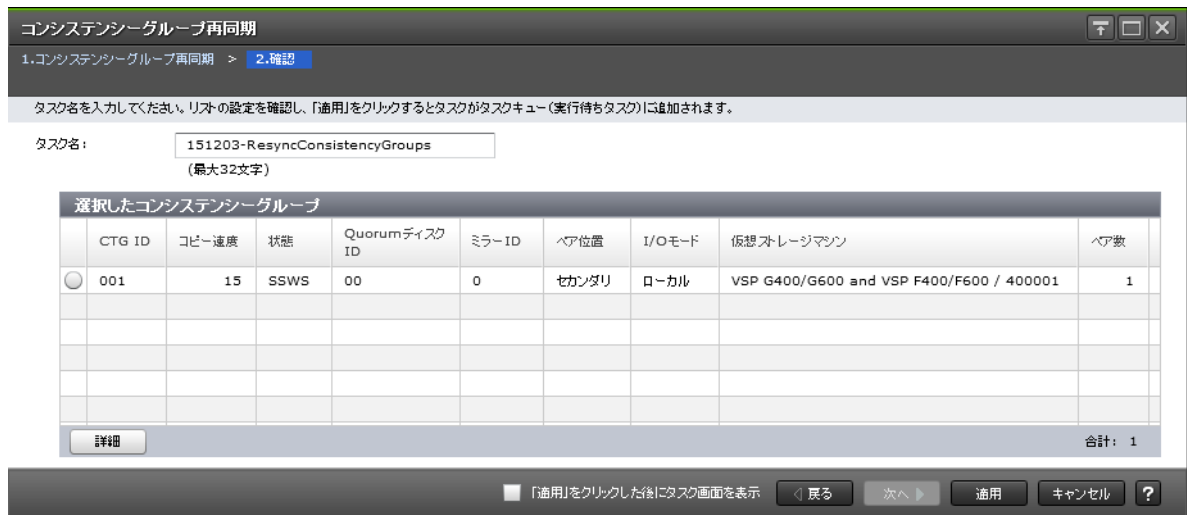 コンシステンシーグループ再同期
1.コンシステンシーグループ再同期 > 2.確認
タスク名を入力してください。リストの設定を確認し、「適用」をクリックするとタスクがタスクキュー(実行待ちタスク)に追加されます。
タスク名: 151203-ResyncConsistencyGroups
(最大32文字)
選択したコンシステンシーグループ
CTG ID コピー速度 状態 Quorumディスク ID ミラーID ペア位置 I/Oモード 仮想ストレージマシン ペア数
001 15 SSWS 00 0 セカンダリ ローカル VSP G400/G600 and VSP F400/F600 / 400001 1
詳細 合計: 1
「適用」をクリックした後にタスク画面を表示 戻る 次へ 適用 キャンセル ?